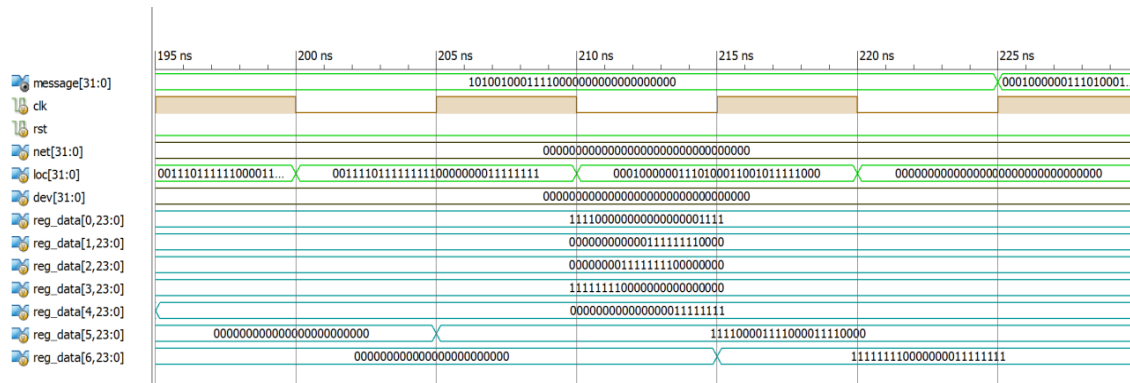 195 ns 200 ns 205 ns 210 ns 215 ns 220 ns 225 ns
message[31:0] 10100100011110000000000000000000 0001000000111010001...
clk
rst
net[31:0] 00000000000000000000000000000000
loc[31:0] 001110111111000011... 00111101111111110000000011111111 00010000001110100011001011111000 00000000000000000000000000000000
dev[31:0] 00000000000000000000000000000000
reg_data[0,23:0] 111100000000000000001111
reg_data[1,23:0] 000000000000111111110000
reg_data[2,23:0] 000000001111111100000000
reg_data[3,23:0] 111111110000000000000000
reg_data[4,23:0] 000000000000000011111111
reg_data[5,23:0] 000000000000000000000000 111100001111000011110000
reg_data[6,23:0] 000000000000000000000000 111111110000000011111111